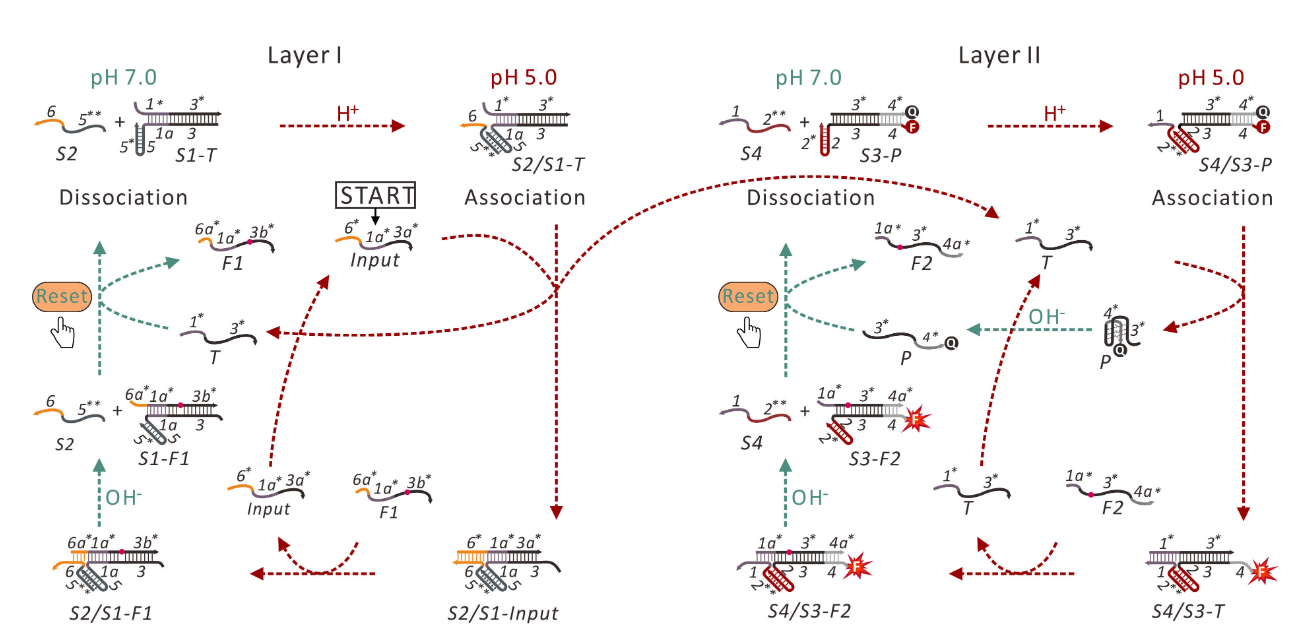 Layer I
Layer II
pH 7.0
pH 5.0
pH 7.0
pH 5.0
6
5**
+
1*
3*
5*
5
1a
3
S2
S1-T
H+
1*
3*
6
5**
5
1a
3
S2/S1-T
1
2**
+
3*
4*
Q
2*
2
3
4
F
S4
S3-P
H+
1
3*
4*
Q
2**
2
3
4
F
S4/S3-P
Dissociation
START
Association
Dissociation
Association
6a*
1a*
3b*
F1
6*
1a*
3a*
Input
1a*
3*
4a*
F2
1*
3*
T
Reset
1*
3*
T
Reset
3*
4*
Q
P
OH-
4*
3*
Q
P
6
5**
+
6a*
1a*
3b*
5*
5
1a
3
S2
S1-F1
1
2**
+
1a*
3*
4a*
2*
2
3
4
F
S4
S3-F2
OH-
6*
1a*
3a*
Input
6a*
1a*
3b*
F1
OH-
1*
3*
T
1a*
3*
4a*
F2
6a*
1a*
3b*
6
5**
5
1a
3
S2/S1-F1
6*
1a*
3a*
6
5**
5
1a
3
S2/S1-Input
1a*
3*
4a*
1
2**
2
3
4
F
S4/S3-F2
1*
3*
1
2**
2
3
4
F
S4/S3-T